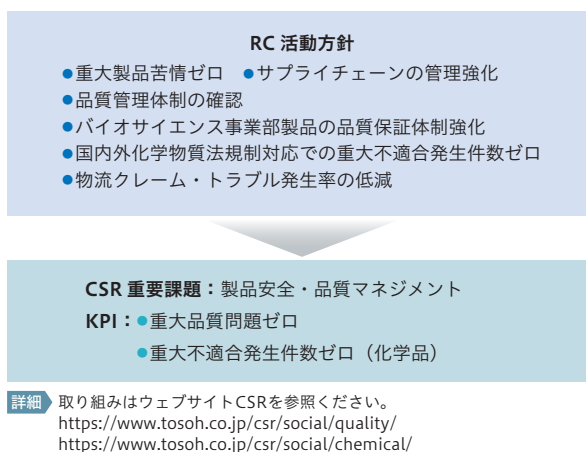 RC 活動方針
●重大製品苦情ゼロ ●サプライチェーンの管理強化
●品質管理体制の確認
●バイオサイエンス事業部製品の品質保証体制強化
●国内外化学物質法規制対応での重大不適合発生件数ゼロ
●物流クレーム・トラブル発生率の低減
CSR 重要課題：製品安全・品質マネジメント
KPI：●重大品質問題ゼロ
●重大不適合発生件数ゼロ（化学品）
詳細 取り組みはウェブサイトCSRを参照ください。
https://www.tosoh.co.jp/csr/social/quality/
https://www.tosoh.co.jp/csr/social/chemical/